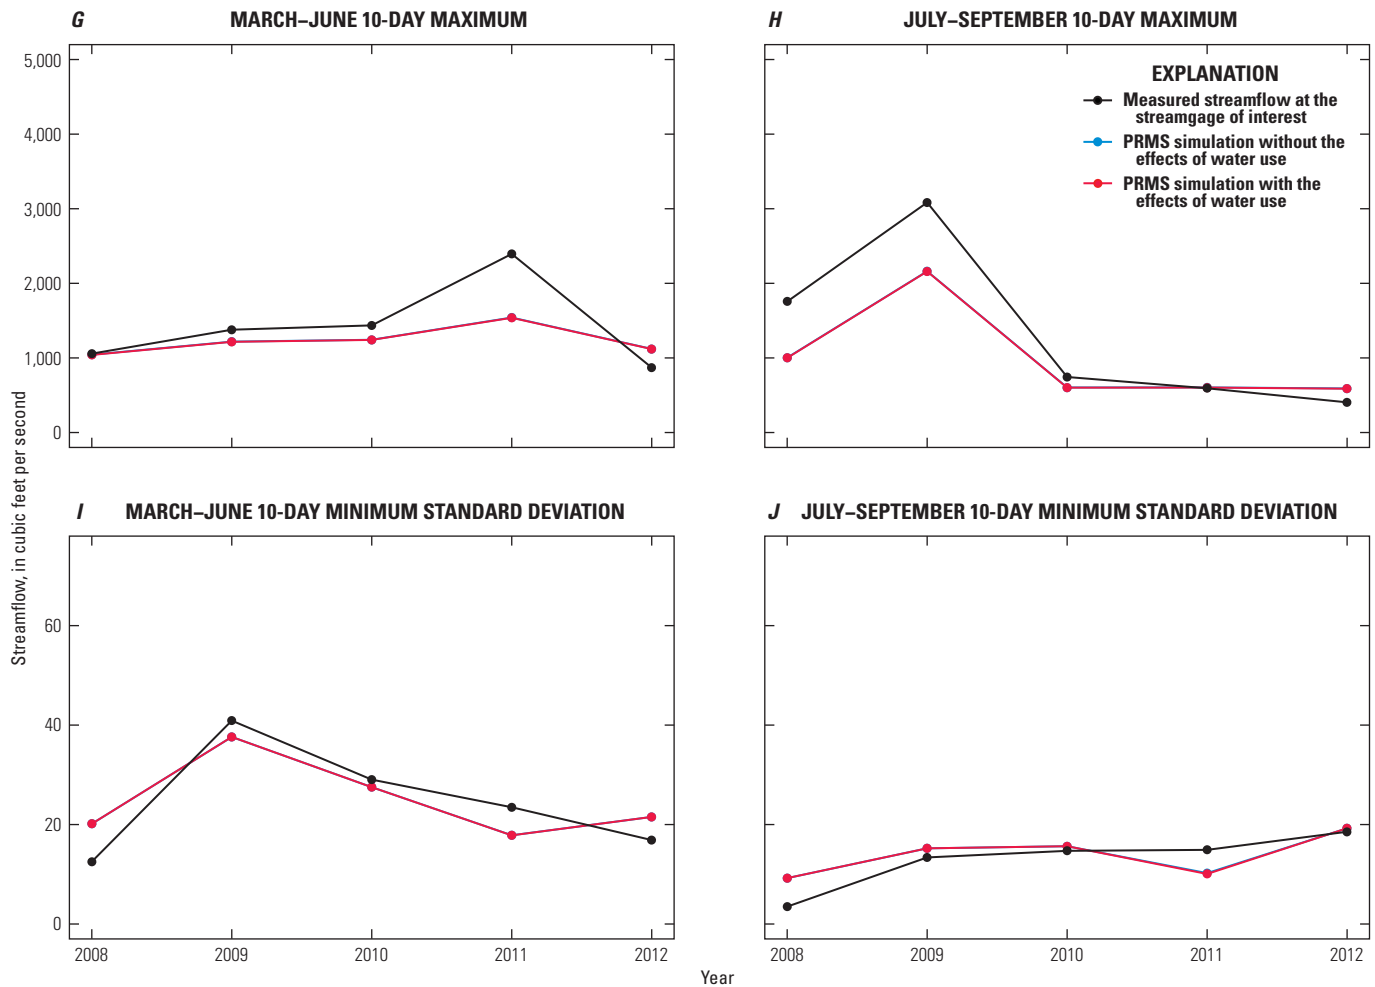 G MARCH–JUNE 10-DAY MAXIMUM
H JULY–SEPTEMBER 10-DAY MAXIMUM
5,000
4,000
3,000
2,000
1,000
0
EXPLANATION
Measured streamflow at the
streamgage of interest
PRMS simulation without the
effects of water use
PRMS simulation with the
effects of water use
Streamflow, in cubic feet per second
I MARCH–JUNE 10-DAY MINIMUM STANDARD DEVIATION
J JULY–SEPTEMBER 10-DAY MINIMUM STANDARD DEVIATION
60
40
20
0
2008 2009 2010 2011 2012
2008 2009 2010 2011 2012
Year